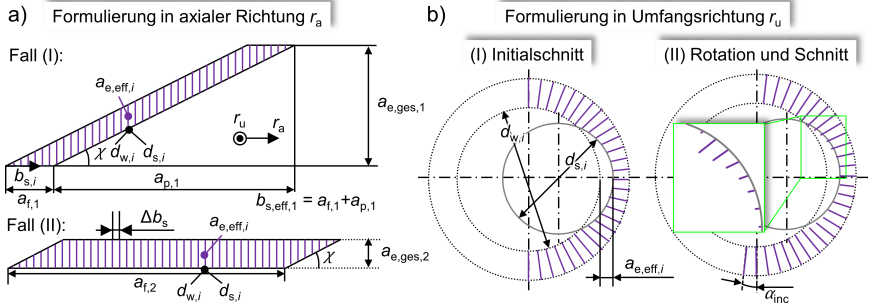 a) Formulierung in axialer Richtung r_a
Fall (I):
a_e,eff,i
a_e,ges,1
r_u
r_a
χ d_w,i d_s,i
b_s,i
a_f,1
a_p,1
b_s,eff,1 = a_f,1+a_p,1
Fall (II):
Δb_s
a_e,eff,i
χ
a_e,ges,2
a_f,2
d_w,i d_s,i
b) Formulierung in Umfangsrichtung r_u
(I) Initialschnitt
(II) Rotation und Schnitt
d_w,i
d_s,i
a_e,eff,i
α_inc